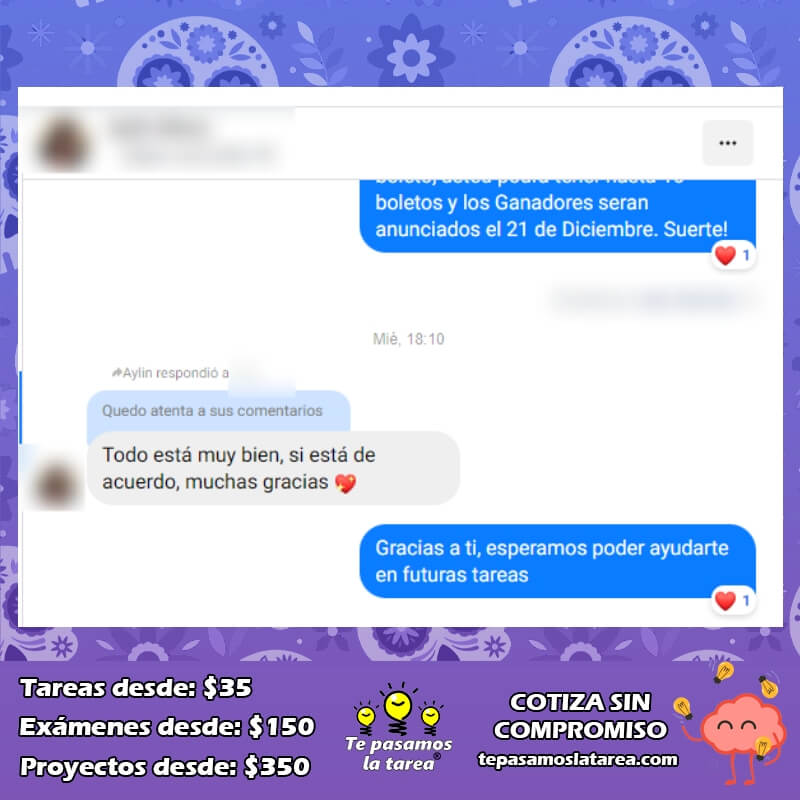 boletos y los Ganadores seran
anunciados el 21 de Diciembre. Suerte!
1
Mié, 18:10
Aylin respondió a
Quedo atenta a sus comentarios
Todo está muy bien, si está de
acuerdo, muchas gracias 💖
Gracias a ti, esperamos poder ayudarte
en futuras tareas
1
Tareas desde: $35
Exámenes desde: $150
Proyectos desde: $350
Te pasamos
la tarea®
COTIZA SIN
COMPROMISO
tepasamoslatarea.com